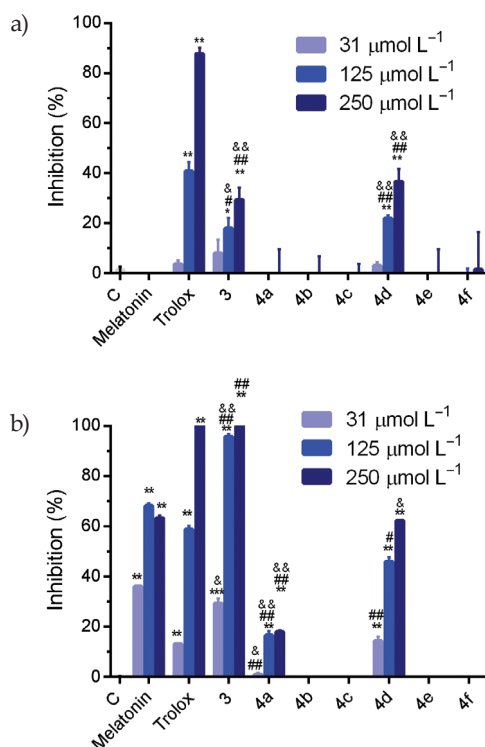 a)
Inhibition (%)
100
80
60
40
20
0
31 μmol L⁻¹
125 μmol L⁻¹
250 μmol L⁻¹
**
**
&
#
*
&&
##
**
&&
##
**
&&
##
**
C
Melatonin
Trolox
3
4a
4b
4c
4d
4e
4f
b)
Inhibition (%)
100
80
60
40
20
0
31 μmol L⁻¹
125 μmol L⁻¹
250 μmol L⁻¹
**
**
**
**
**
**
&
***
&&
##
**
##
**
&
##
&&
##
**
&&
##
**
##
**
#
**
&
**
C
Melatonin
Trolox
3
4a
4b
4c
4d
4e
4f